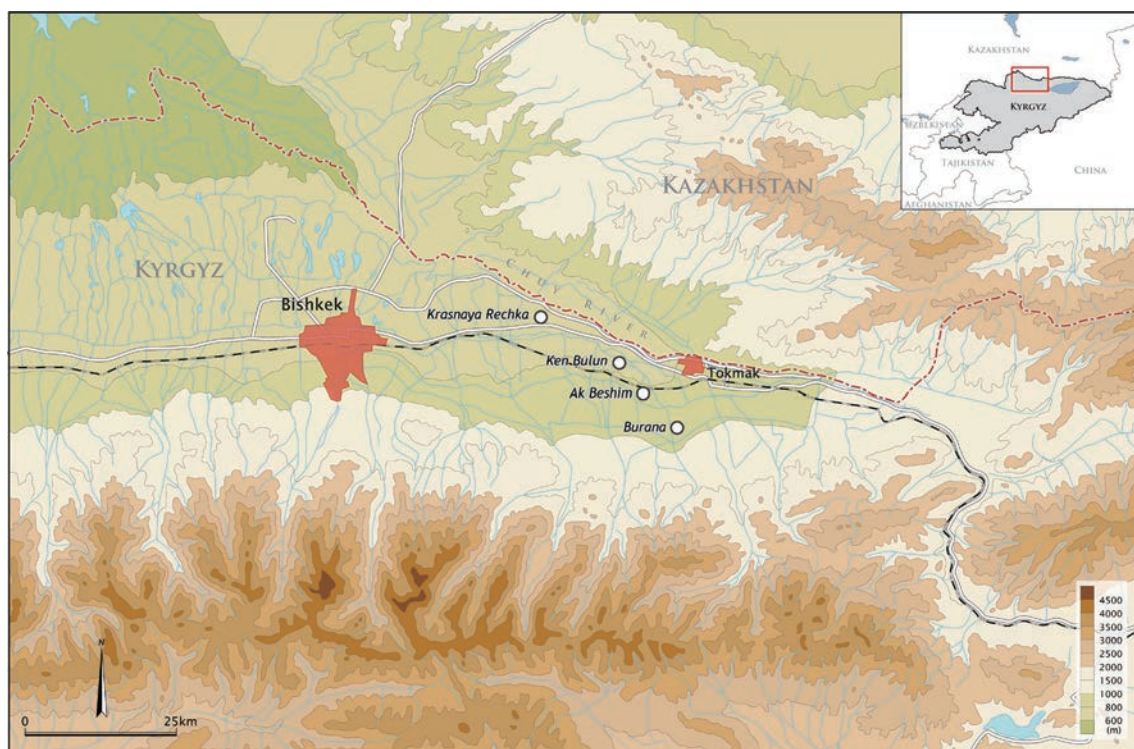 KAZAKHSTAN
KYRGYZ
UZBEKISTAN
TAJIKISTAN
CHINA
AFGHANISTAN
KAZAKHSTAN
KYRGYZ
CHUY RIVER
Bishkek
Krasnaya Rechka
Ken Bulun
Tokmak
Ak Beshim
Burana
4500
4000
3500
3000
2500
2000
1500
1000
800
600
(m)
N
0
25km